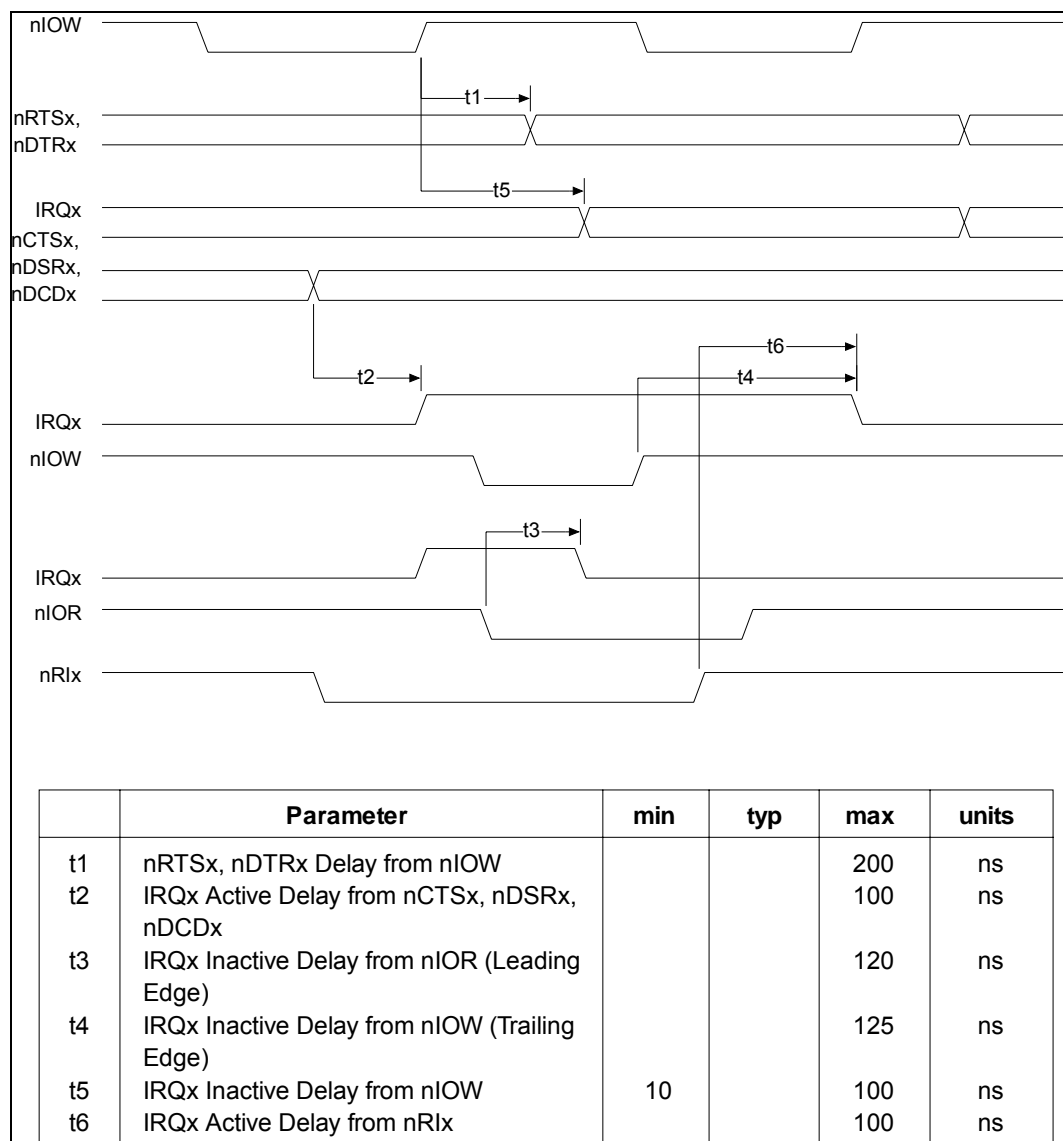 nIOW
t1
nRTSx,
nDTRx
t5
IRQx
nCTSx,
nDSRx,
nDCDx
t6
t2
t4
IRQx
nIOW
t3
IRQx
nIOR
nRIx
Parameter min typ max units
t1 nRTSx, nDTRx Delay from nIOW 200 ns
t2 IRQx Active Delay from nCTSx, nDSRx, 100 ns
nDCDx
t3 IRQx Inactive Delay from nIOR (Leading 120 ns
Edge)
t4 IRQx Inactive Delay from nIOW (Trailing 125 ns
Edge)
t5 IRQx Inactive Delay from nIOW 10 100 ns
t6 IRQx Active Delay from nRIx 100 ns